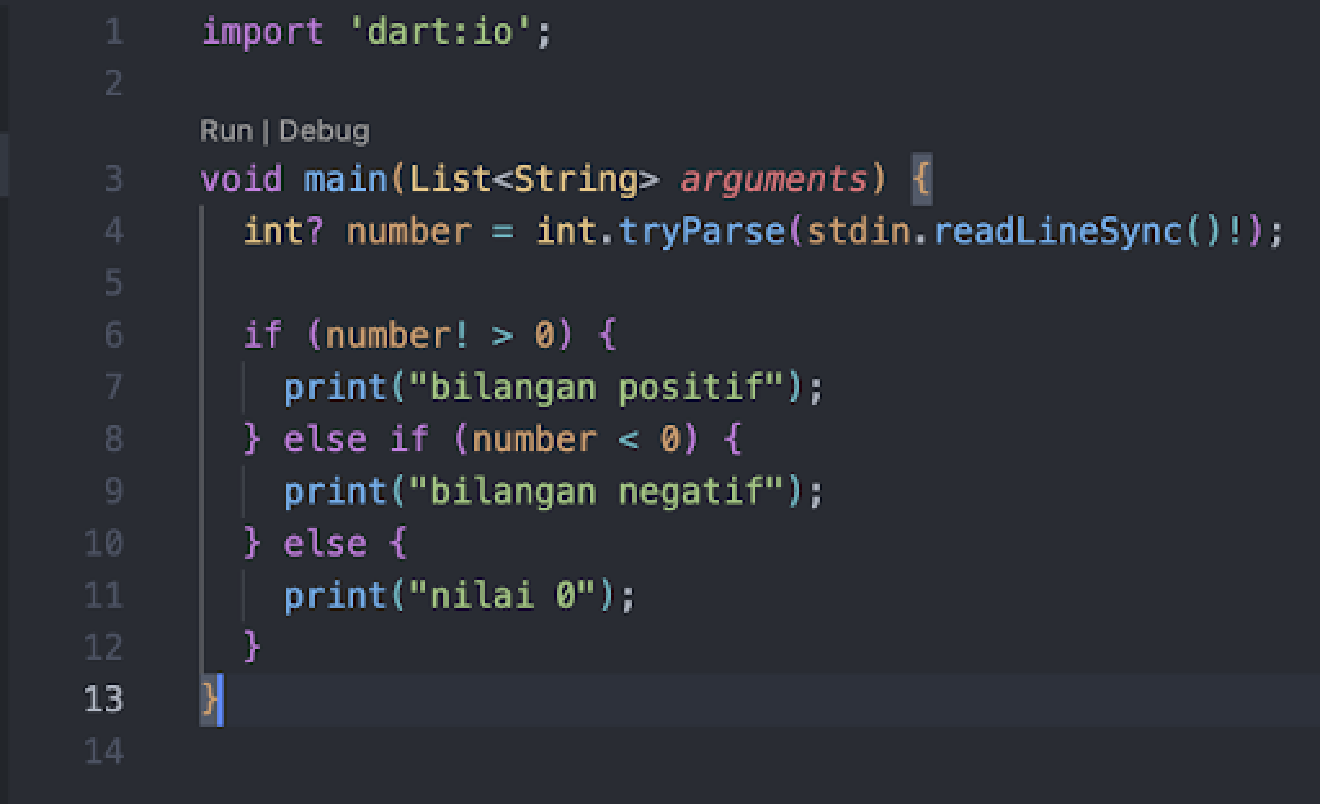 1 import 'dart:io';
2
Run | Debug
3 void main(List<String> arguments) {
4   int? number = int.tryParse(stdin.readLineSync()!);
5
6   if (number! > 0) {
7     print("bilangan positif");
8   } else if (number < 0) {
9     print("bilangan negatif");
10   } else {
11     print("nilai 0");
12   }
13 }
14